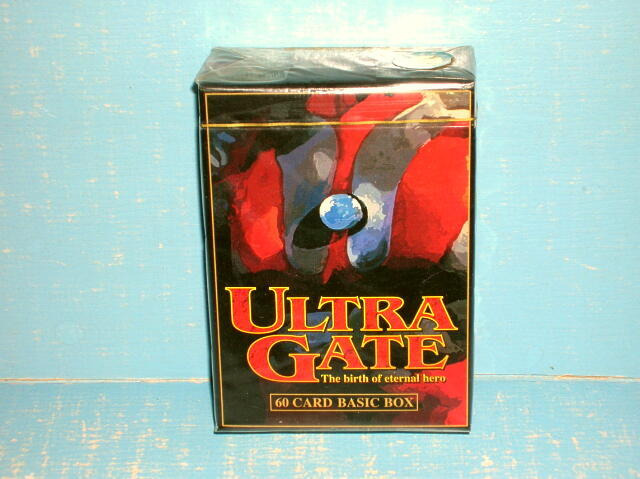 ULTRA
GATE
The birth of eternal hero
60 CARD BASIC BOX